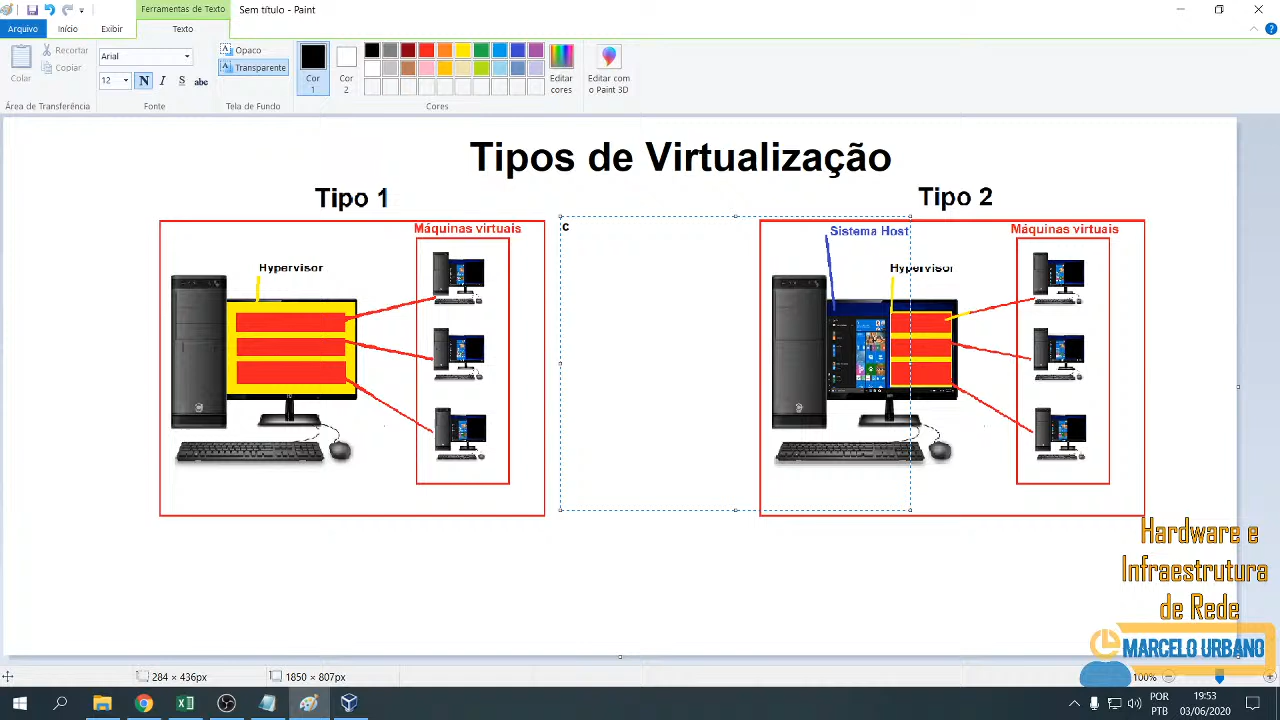 Ferramentas de Texto
Sem título - Paint
Arquivo
Início
Exibir
Texto
Colar
Recortar
Copiar
Área de Transferência
Arial
12
N
I
S
abc
Fonte
Opaco
Transparente
Tela de Fundo
Cor
1
Cor
2
Cores
Editar
cores
Editar com
o Paint 3D
Tipos de Virtualização
Tipo 1
Tipo 2
Máquinas virtuais
Hypervisor
c
Sistema Host
Hypervisor
Máquinas virtuais
Hardware e
Infraestrutura
de Rede
MARCELO URBANO
284 × 436px
1850 × 807px
100%
POR
PTB
19:53
03/06/2020